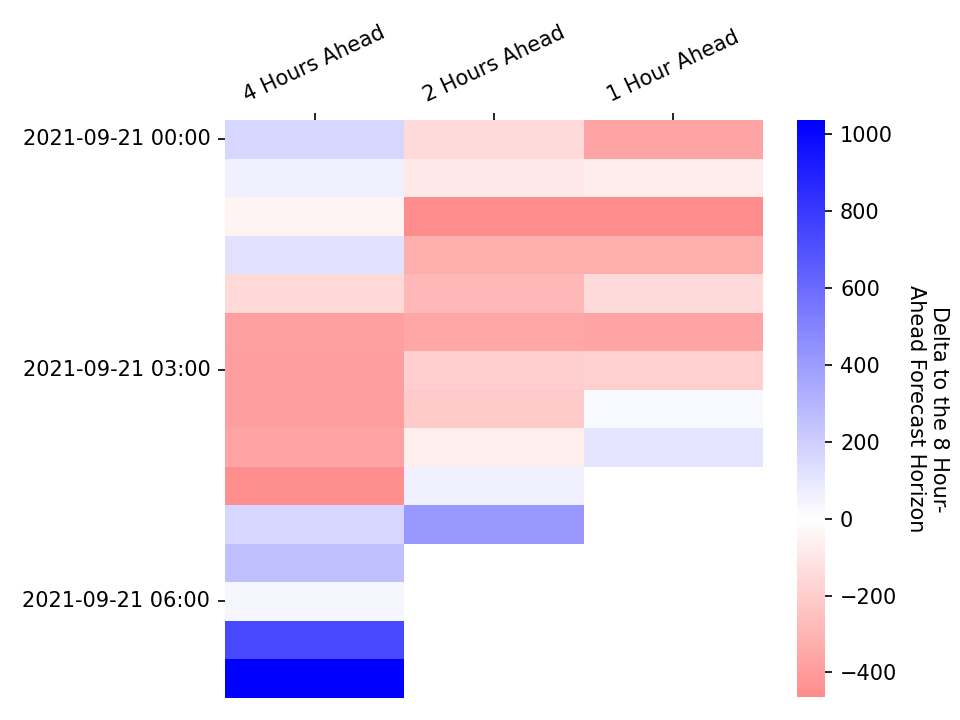 4 Hours Ahead
2 Hours Ahead
1 Hour Ahead
2021-09-21 00:00
2021-09-21 03:00
2021-09-21 06:00
1000
800
600
400
200
0
−200
−400
Delta to the 8 Hour-
Ahead Forecast Horizon